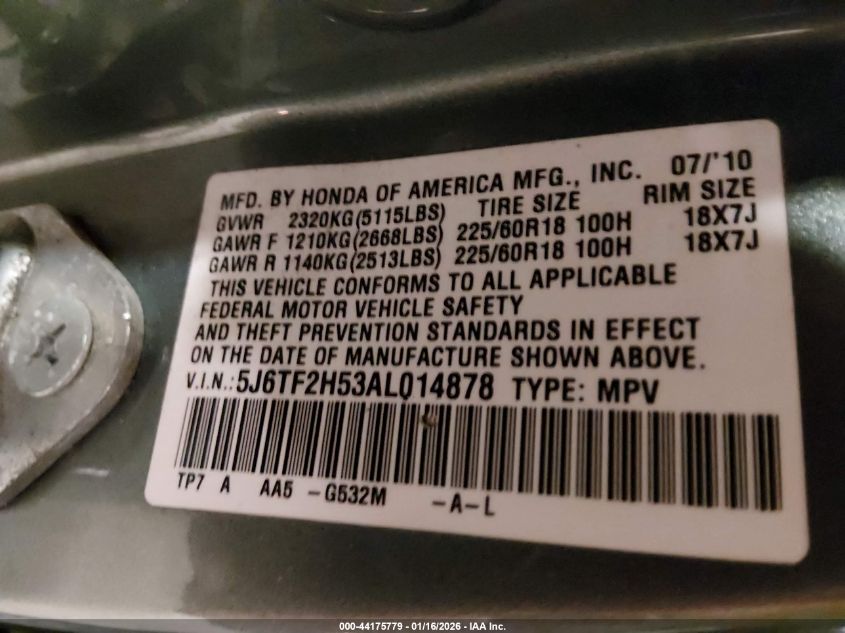 MFD. BY HONDA OF AMERICA MFG., INC. 07/'10
GVWR 2320KG(5115LBS) TIRE SIZE RIM SIZE
GAWR F 1210KG(2668LBS) 225/60R18 100H 18X7J
GAWR R 1140KG(2513LBS) 225/60R18 100H 18X7J
THIS VEHICLE CONFORMS TO ALL APPLICABLE
FEDERAL MOTOR VEHICLE SAFETY
AND THEFT PREVENTION STANDARDS IN EFFECT
ON THE DATE OF MANUFACTURE SHOWN ABOVE.
V.I.N.:5J6TF2H53AL014878 TYPE: MPV
TP7 A AA5 -G532M -A-L
000-44175779 - 01/16/2026 - IAA Inc.